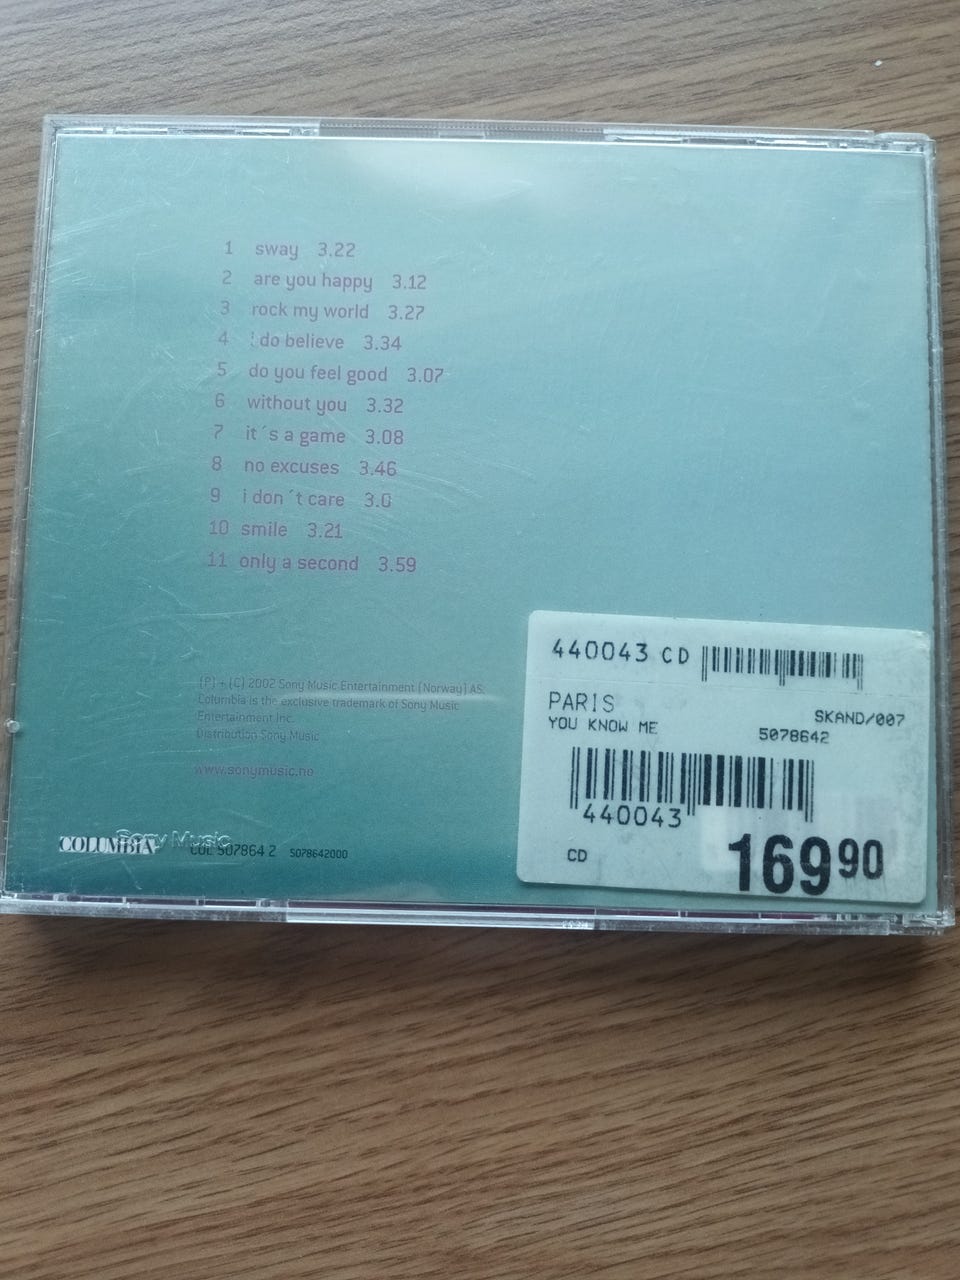 1 sway 3.22
2 are you happy 3.12
3 rock my world 3.27
4 i do believe 3.34
5 do you feel good 3.07
6 without you 3.32
7 it´s a game 3.08
8 no excuses 3.46
9 i don´t care 3.0
10 smile 3.21
11 only a second 3.59
(P) + (C) 2002 Sony Music Entertainment (Norway) AS.
Columbia is the exclusive trademark of Sony Music
Entertainment Inc.
Distribution Sony Music
www.sonymusic.no
COLUMBIA Sony Music
COL 507864 2 5078642000
440043 CD
PARIS
YOU KNOW ME
SKAND/007
5078642
440043
CD
169 90